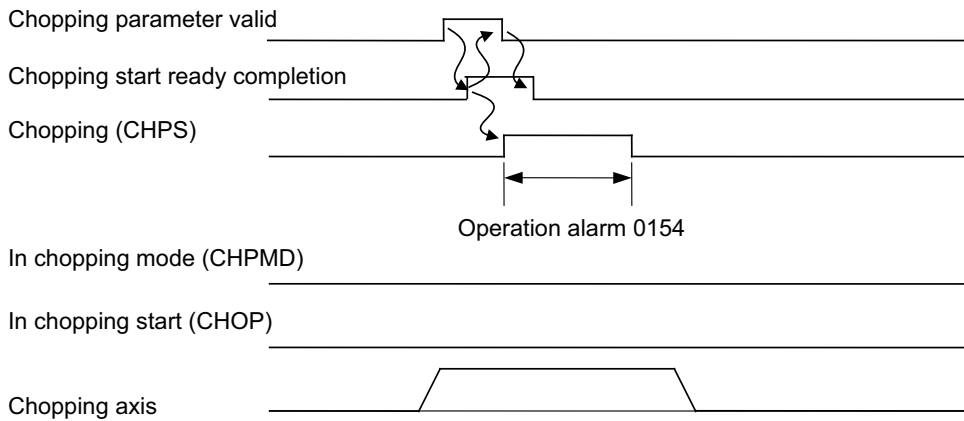 Chopping parameter valid
Chopping start ready completion
Chopping (CHPS)
Operation alarm 0154
In chopping mode (CHPMD)
In chopping start (CHOP)
Chopping axis